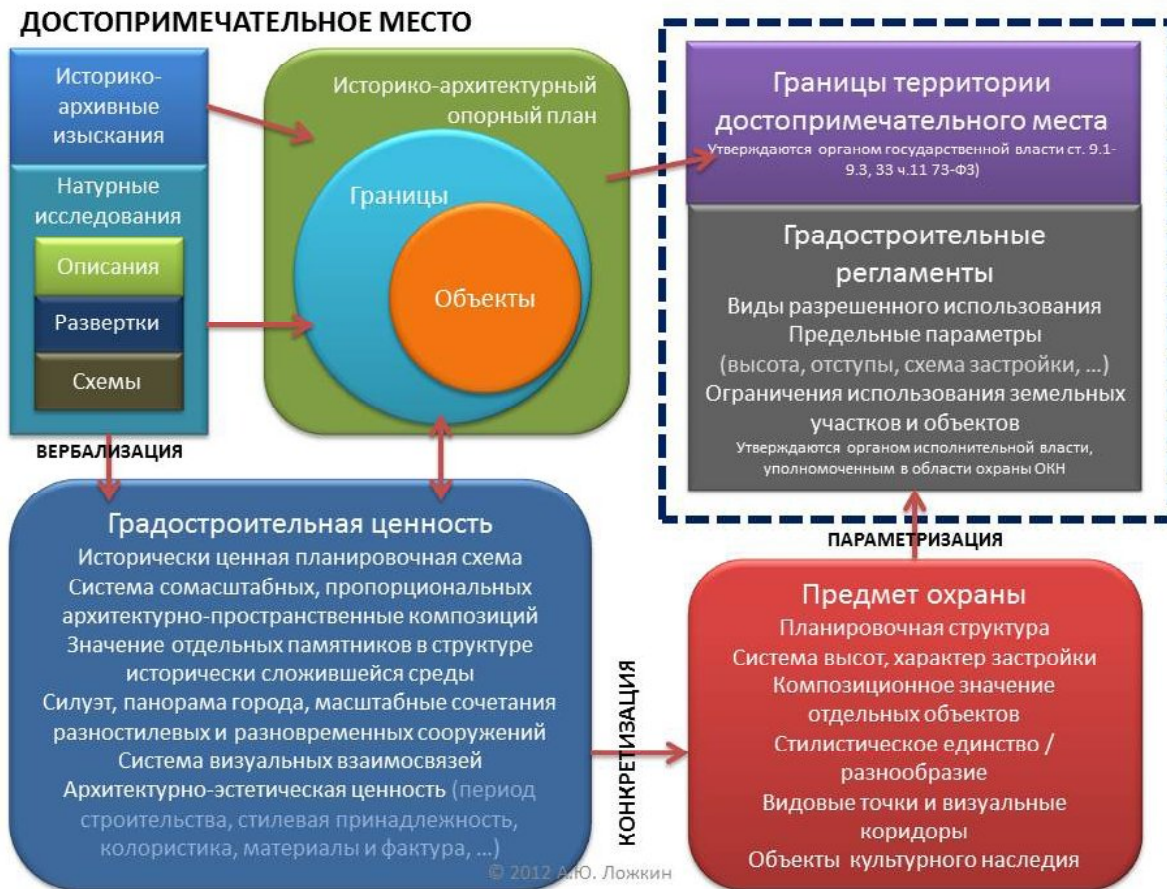 ДОСТОПРИМЕЧАТЕЛЬНОЕ МЕСТО
Историко-
архивные
изыскания
Натурные
исследования
Описания
Развертки
Схемы
ВЕРБАЛИЗАЦИЯ
Историко-архитектурный
опорный план
Границы
Объекты
Границы территории
достопримечательного места
Утверждаются органом государственной власти ст. 9.1-
9.3, 33 ч.11 73-ФЗ)
Градостроительные
регламенты
Виды разрешенного использования
Предельные параметры
(высота, отступы, схема застройки, ...)
Ограничения использования земельных
участков и объектов
Утверждаются органом исполнительной власти,
уполномоченным в области охраны ОКН
ПАРАМЕТРИЗАЦИЯ
Градостроительная ценность
Исторически ценная планировочная схема
Система сомасштабных, пропорциональных
архитектурно-пространственные композиций
Значение отдельных памятников в структуре
исторически сложившейся среды
Силуэт, панорама города, масштабные сочетания
разностилевых и разновременных сооружений
Система визуальных взаимосвязей
Архитектурно-эстетическая ценность (период
строительства, стилевая принадлежность,
колористика, материалы и фактура, ...)
КОНКРЕТИЗАЦИЯ
Предмет охраны
Планировочная структура
Система высот, характер застройки
Композиционное значение
отдельных объектов
Стилистическое единство /
разнообразие
Видовые точки и визуальные
коридоры
Объекты культурного наследия
© 2012 А.Ю. Ложкин